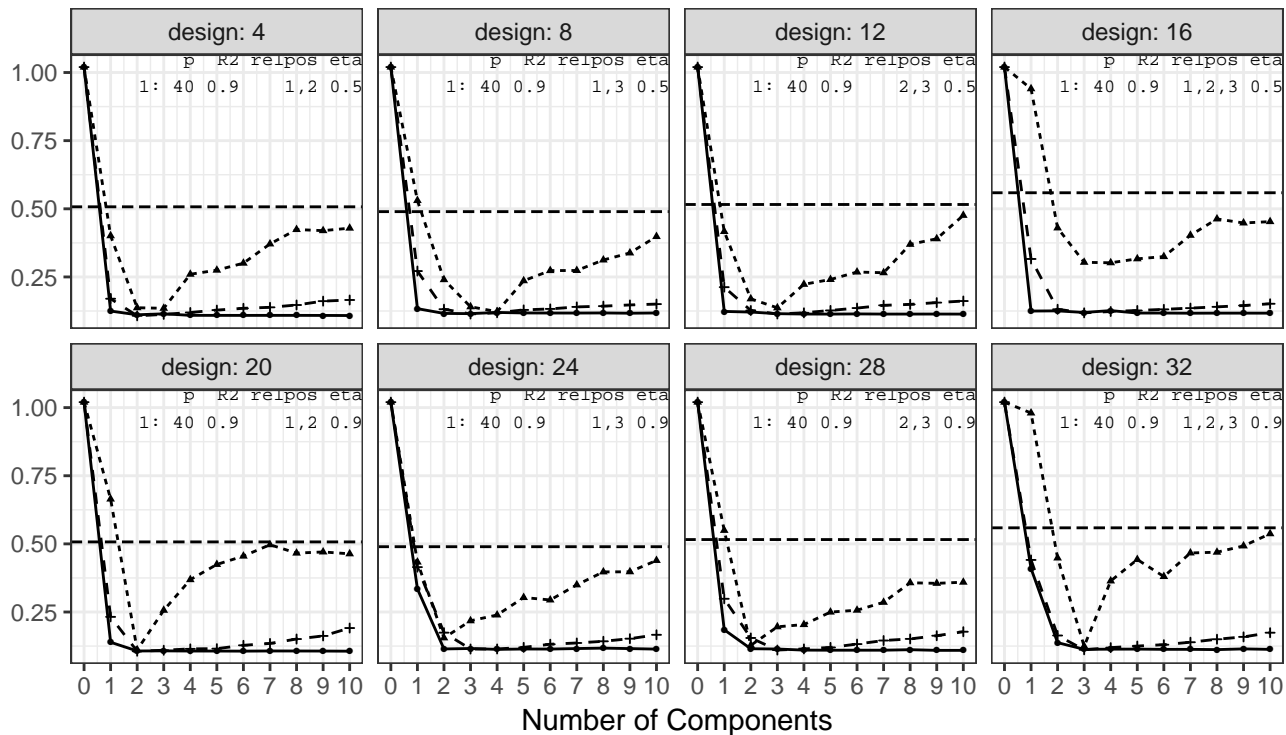 design: 4
design: 8
design: 12
design: 16
p R2 relpos eta
1: 40 0.9 1,2 0.5
p R2 relpos eta
1: 40 0.9 1,3 0.5
p R2 relpos eta
1: 40 0.9 2,3 0.5
p R2 relpos eta
1: 40 0.9 1,2,3 0.5
1.00
0.75
0.50
0.25
design: 20
design: 24
design: 28
design: 32
p R2 relpos eta
1: 40 0.9 1,2 0.9
p R2 relpos eta
1: 40 0.9 1,3 0.9
p R2 relpos eta
1: 40 0.9 2,3 0.9
p R2 relpos eta
1: 40 0.9 1,2,3 0.9
1.00
0.75
0.50
0.25
0 1 2 3 4 5 6 7 8 9 10
0 1 2 3 4 5 6 7 8 9 10
0 1 2 3 4 5 6 7 8 9 10
0 1 2 3 4 5 6 7 8 9 10
Number of Components